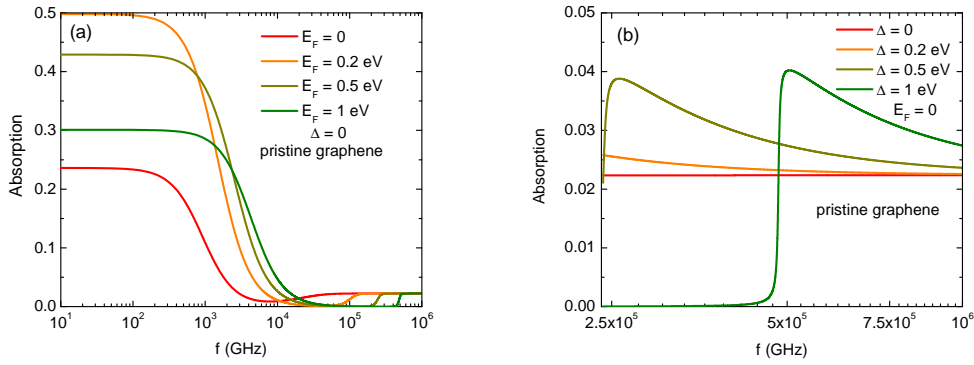 (a)
E_F = 0
E_F = 0.2 eV
E_F = 0.5 eV
E_F = 1 eV
Δ = 0
pristine graphene
Absorption
0.5
0.4
0.3
0.2
0.1
0.0
10^1 10^2 10^3 10^4 10^5 10^6
f (GHz)
(b)
Δ = 0
Δ = 0.2 eV
Δ = 0.5 eV
Δ = 1 eV
E_F = 0
pristine graphene
Absorption
0.05
0.04
0.03
0.02
0.01
0.00
2.5x10^5 5x10^5 7.5x10^5 10^6
f (GHz)